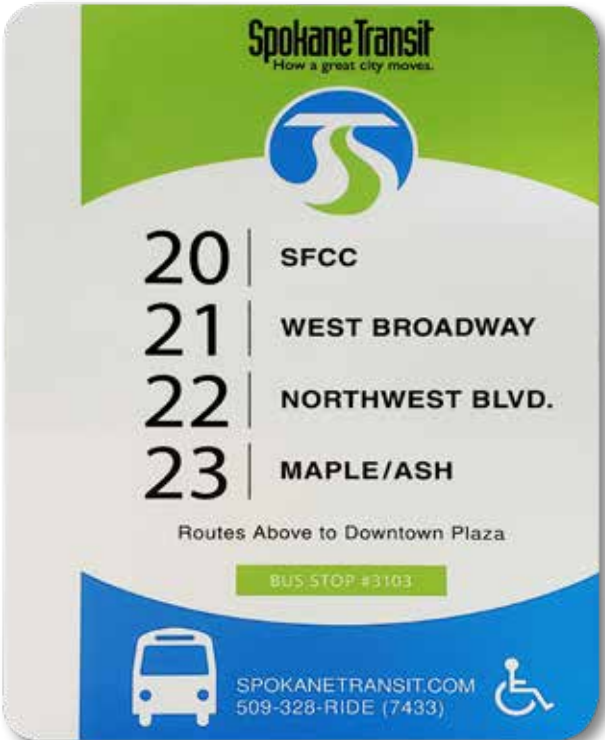 Spokane Transit
How a great city moves.
20 SFCC
21 WEST BROADWAY
22 NORTHWEST BLVD.
23 MAPLE/ASH
Routes Above to Downtown Plaza
BUS STOP #3103
SPOKANETRANSIT.COM
509-328-RIDE (7433)